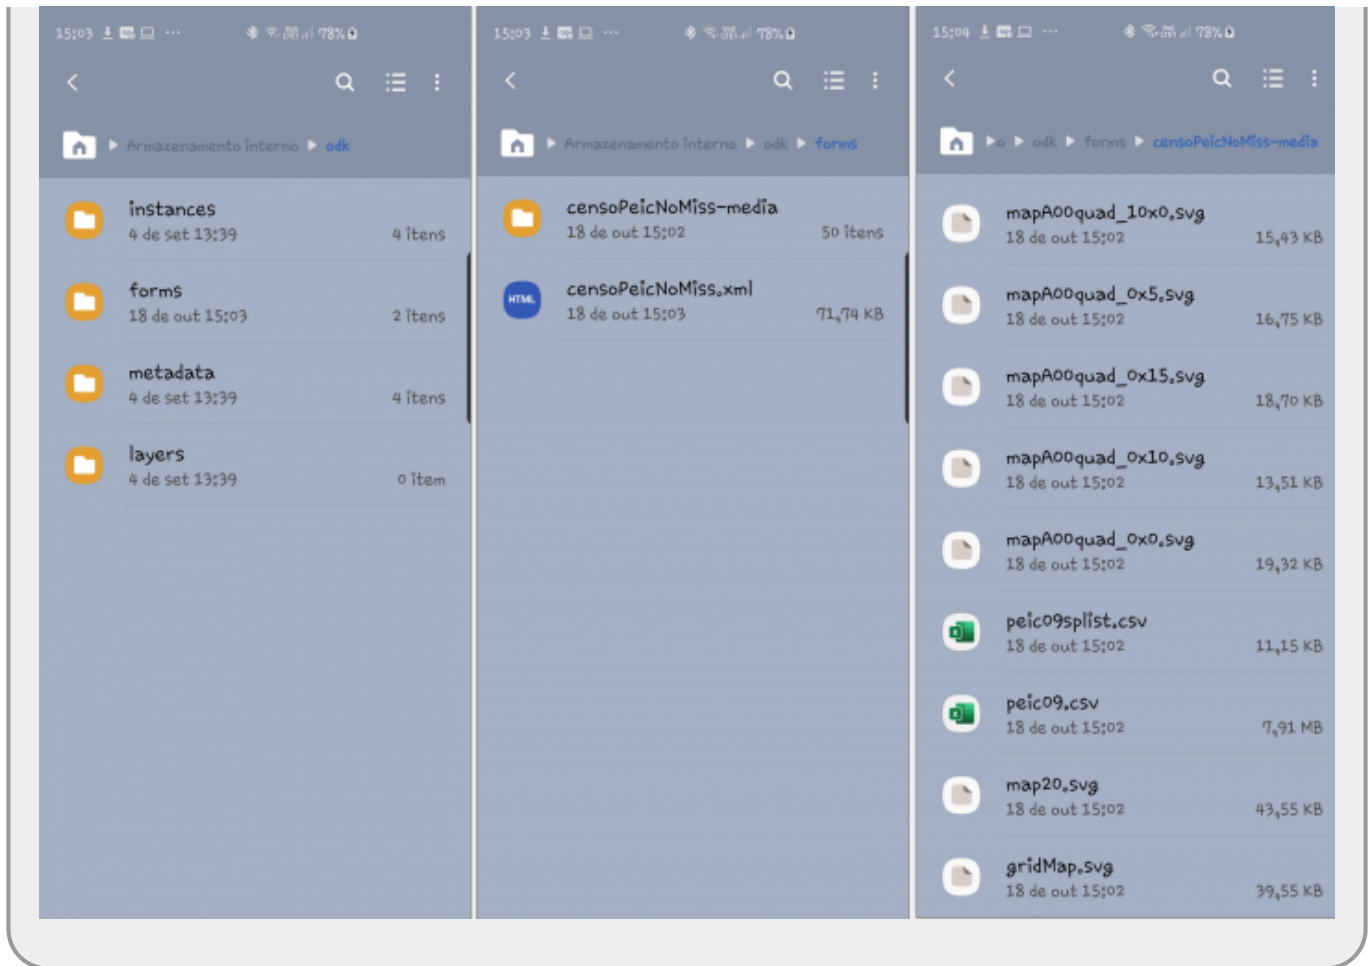 15:03 78%
Armazenamento interno odk
instances
4 de set 13:39 4 itens
forms
18 de out 15:03 2 itens
metadata
4 de set 13:39 4 itens
layers
4 de set 13:39 0 item
15:03 78%
Armazenamento interno odk forms
censoPeicNoMiss-media
18 de out 15:02 50 itens
HTML
censoPeicNoMiss.xml
18 de out 15:03 71,74 KB
15:04 78%
o odk forms censoPeicNoMiss-media
mapA00quad_10x0.svg
18 de out 15:02 15,43 KB
mapA00quad_0x5.svg
18 de out 15:02 16,75 KB
mapA00quad_0x15.svg
18 de out 15:02 18,70 KB
mapA00quad_0x10.svg
18 de out 15:02 13,51 KB
mapA00quad_0x0.svg
18 de out 15:02 19,32 KB
peic09splist.csv
18 de out 15:02 11,15 KB
peic09.csv
18 de out 15:02 7,91 MB
map20.svg
18 de out 15:02 43,55 KB
gridMap.svg
18 de out 15:02 39,55 KB